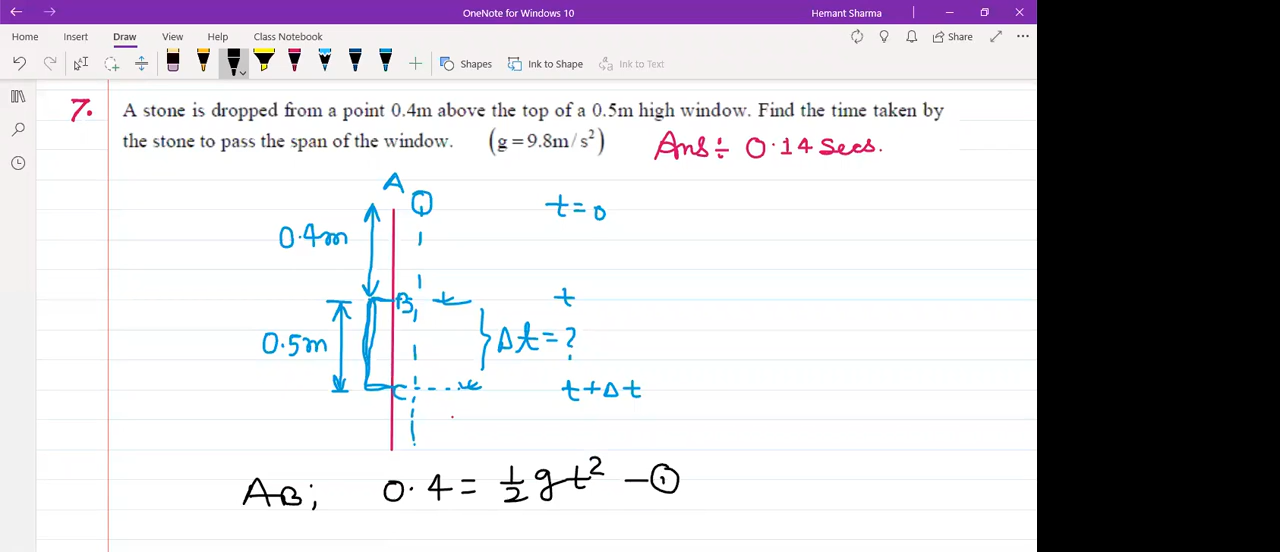 OneNote for Windows 10
Hemant Sharma
Home Insert Draw View Help Class Notebook
Share
Shapes Ink to Shape Ink to Text
7. A stone is dropped from a point 0.4m above the top of a 0.5m high window. Find the time taken by
the stone to pass the span of the window. (g = 9.8m/s²) Ans÷ 0.14 secs.
A
t = 0
0.4m
B t
0.5m Δt = ?
C t + Δt
AB; 0.4 = ½ gt² — ①